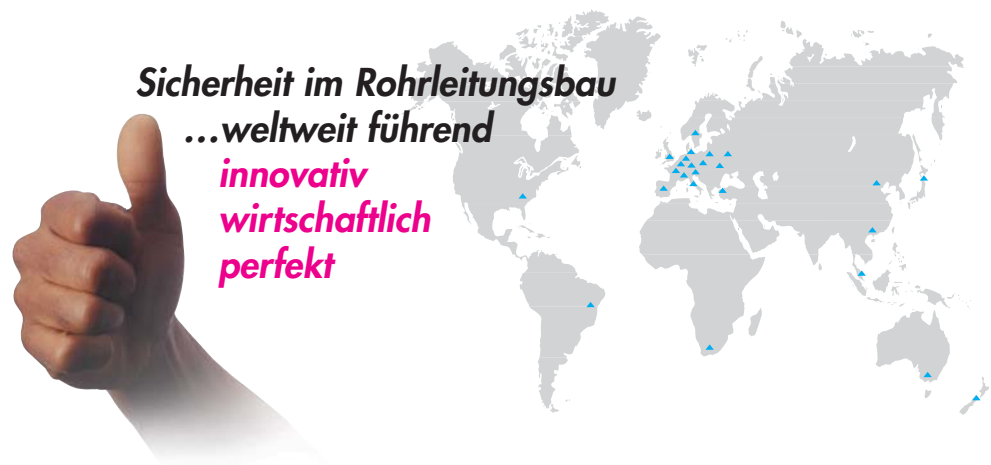 Sicherheit im Rohrleitungsbau
...weltweit führend
innovativ
wirtschaftlich
perfekt